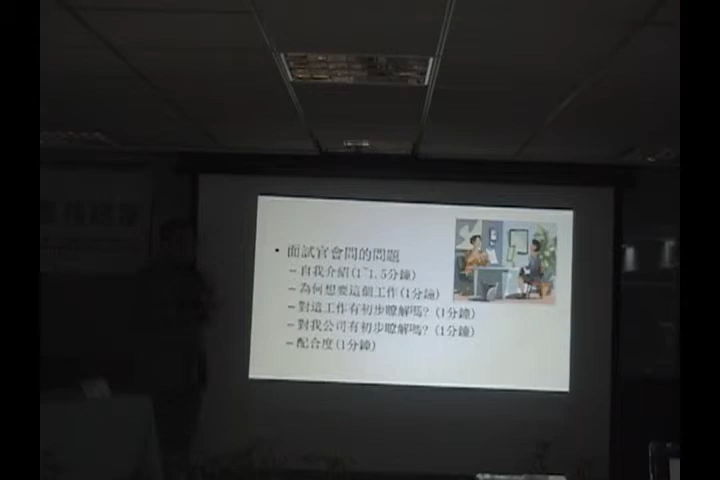 • 面試官會問的問題
–自我介紹(1~1.5分鐘)
–為何想要這個工作(1分鐘)
–對這工作有初步瞭解嗎? (1分鐘)
–對我公司有初步瞭解嗎? (1分鐘)
–配合度(1分鐘)